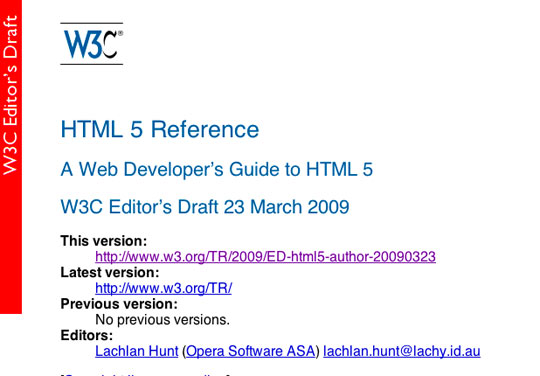 W3C Editor's Draft
W3C®
HTML 5 Reference
A Web Developer's Guide to HTML 5
W3C Editor's Draft 23 March 2009
This version:
http://www.w3.org/TR/2009/ED-html5-author-20090323
Latest version:
http://www.w3.org/TR/
Previous version:
No previous versions.
Editors:
Lachlan Hunt (Opera Software ASA) lachlan.hunt@lachy.id.au